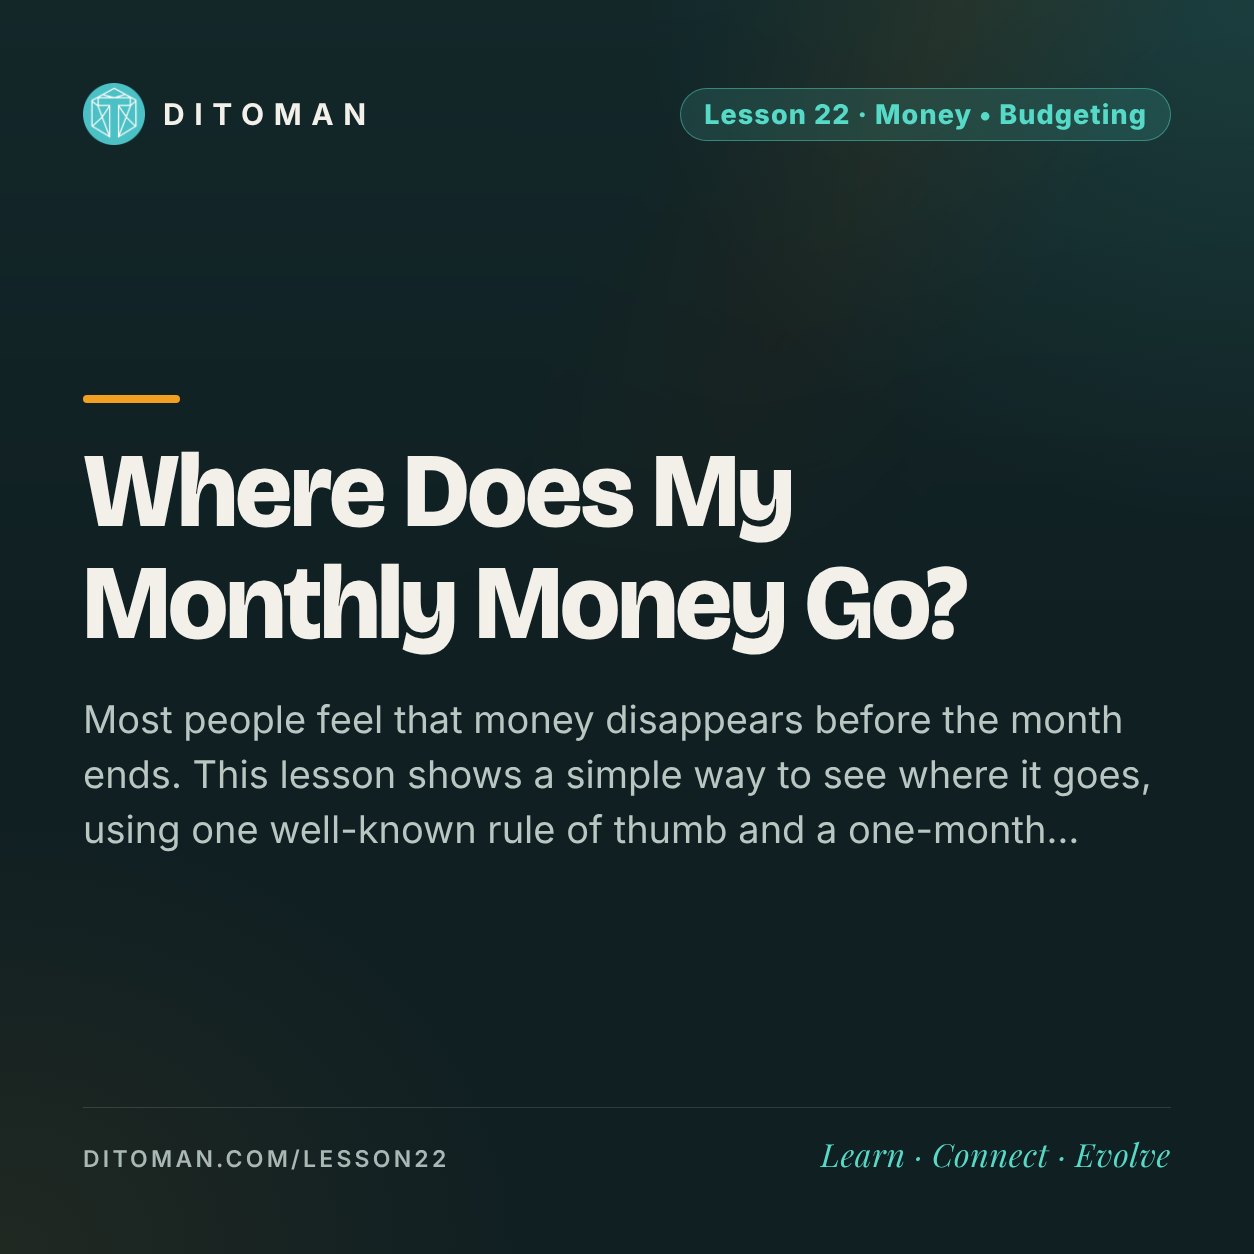 DITOMAN
Lesson 22 · Money • Budgeting
Where Does My
Monthly Money Go?
Most people feel that money disappears before the month
ends. This lesson shows a simple way to see where it goes,
using one well-known rule of thumb and a one-month...
DITOMAN.COM/LESSON22
Learn · Connect · Evolve